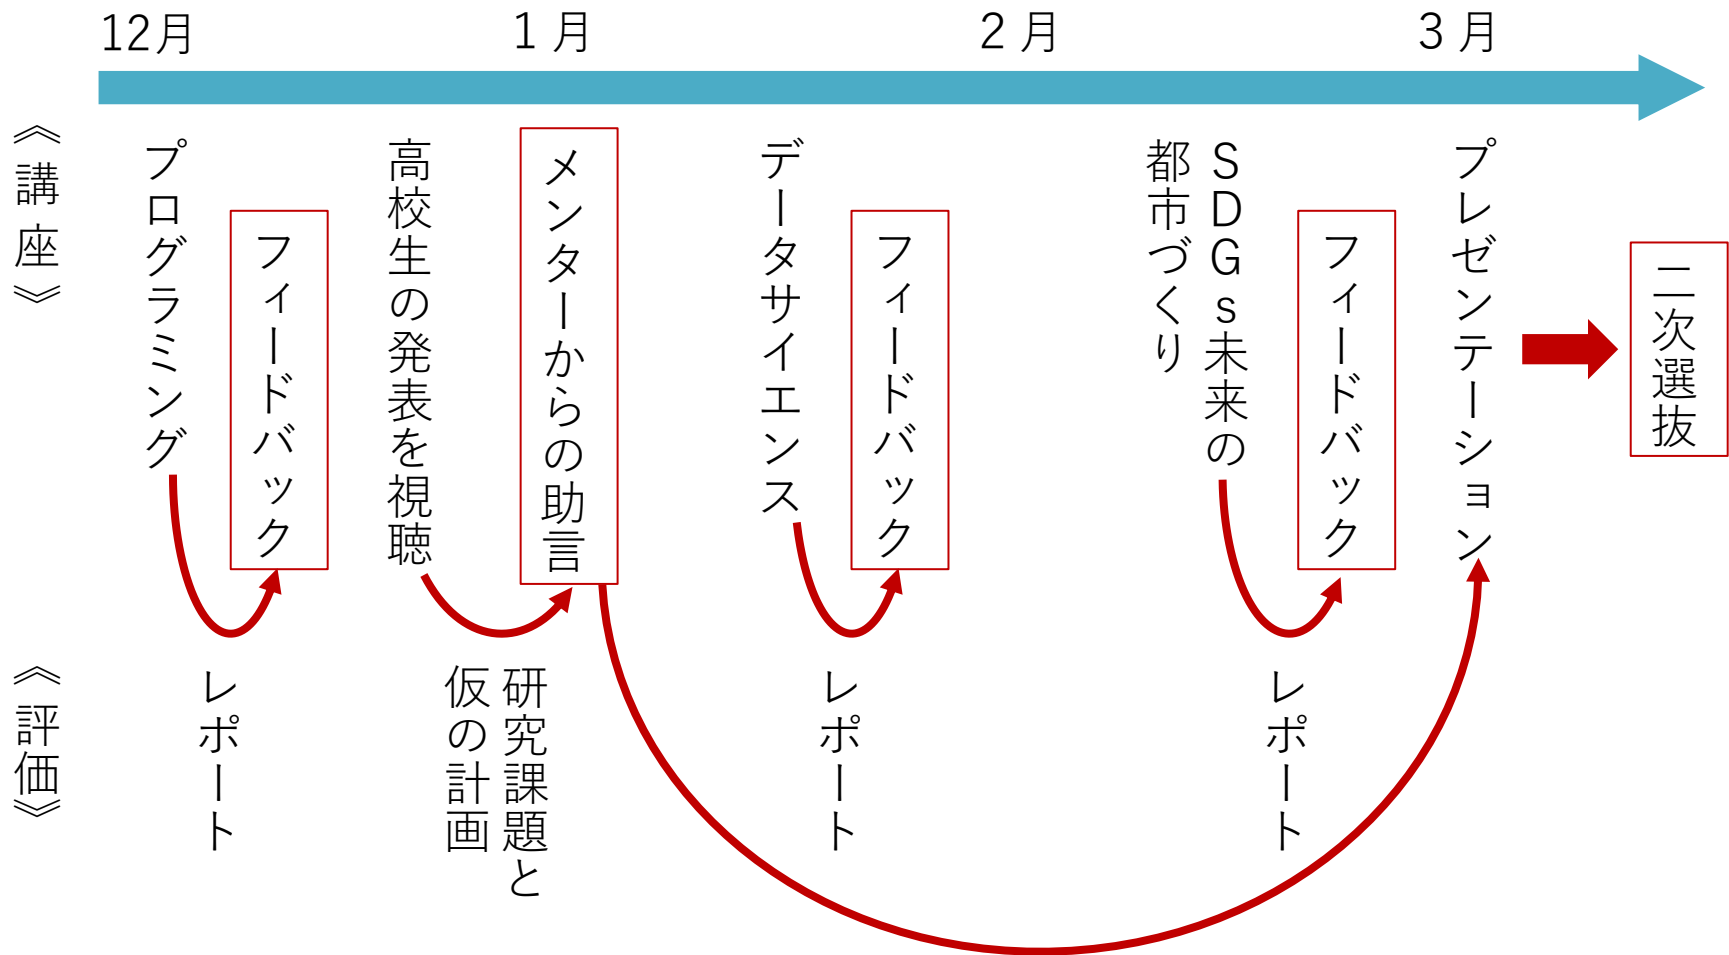 12月
1月
2月
3月
《講座》
プログラミング
フィードバック
高校生の発表を視聴
メンターからの助言
データサイエンス
フィードバック
SDGs未来の
都市づくり
フィードバック
プレゼンテーション
二次選抜
《評価》
レポート
研究課題と
仮の計画
レポート
レポート